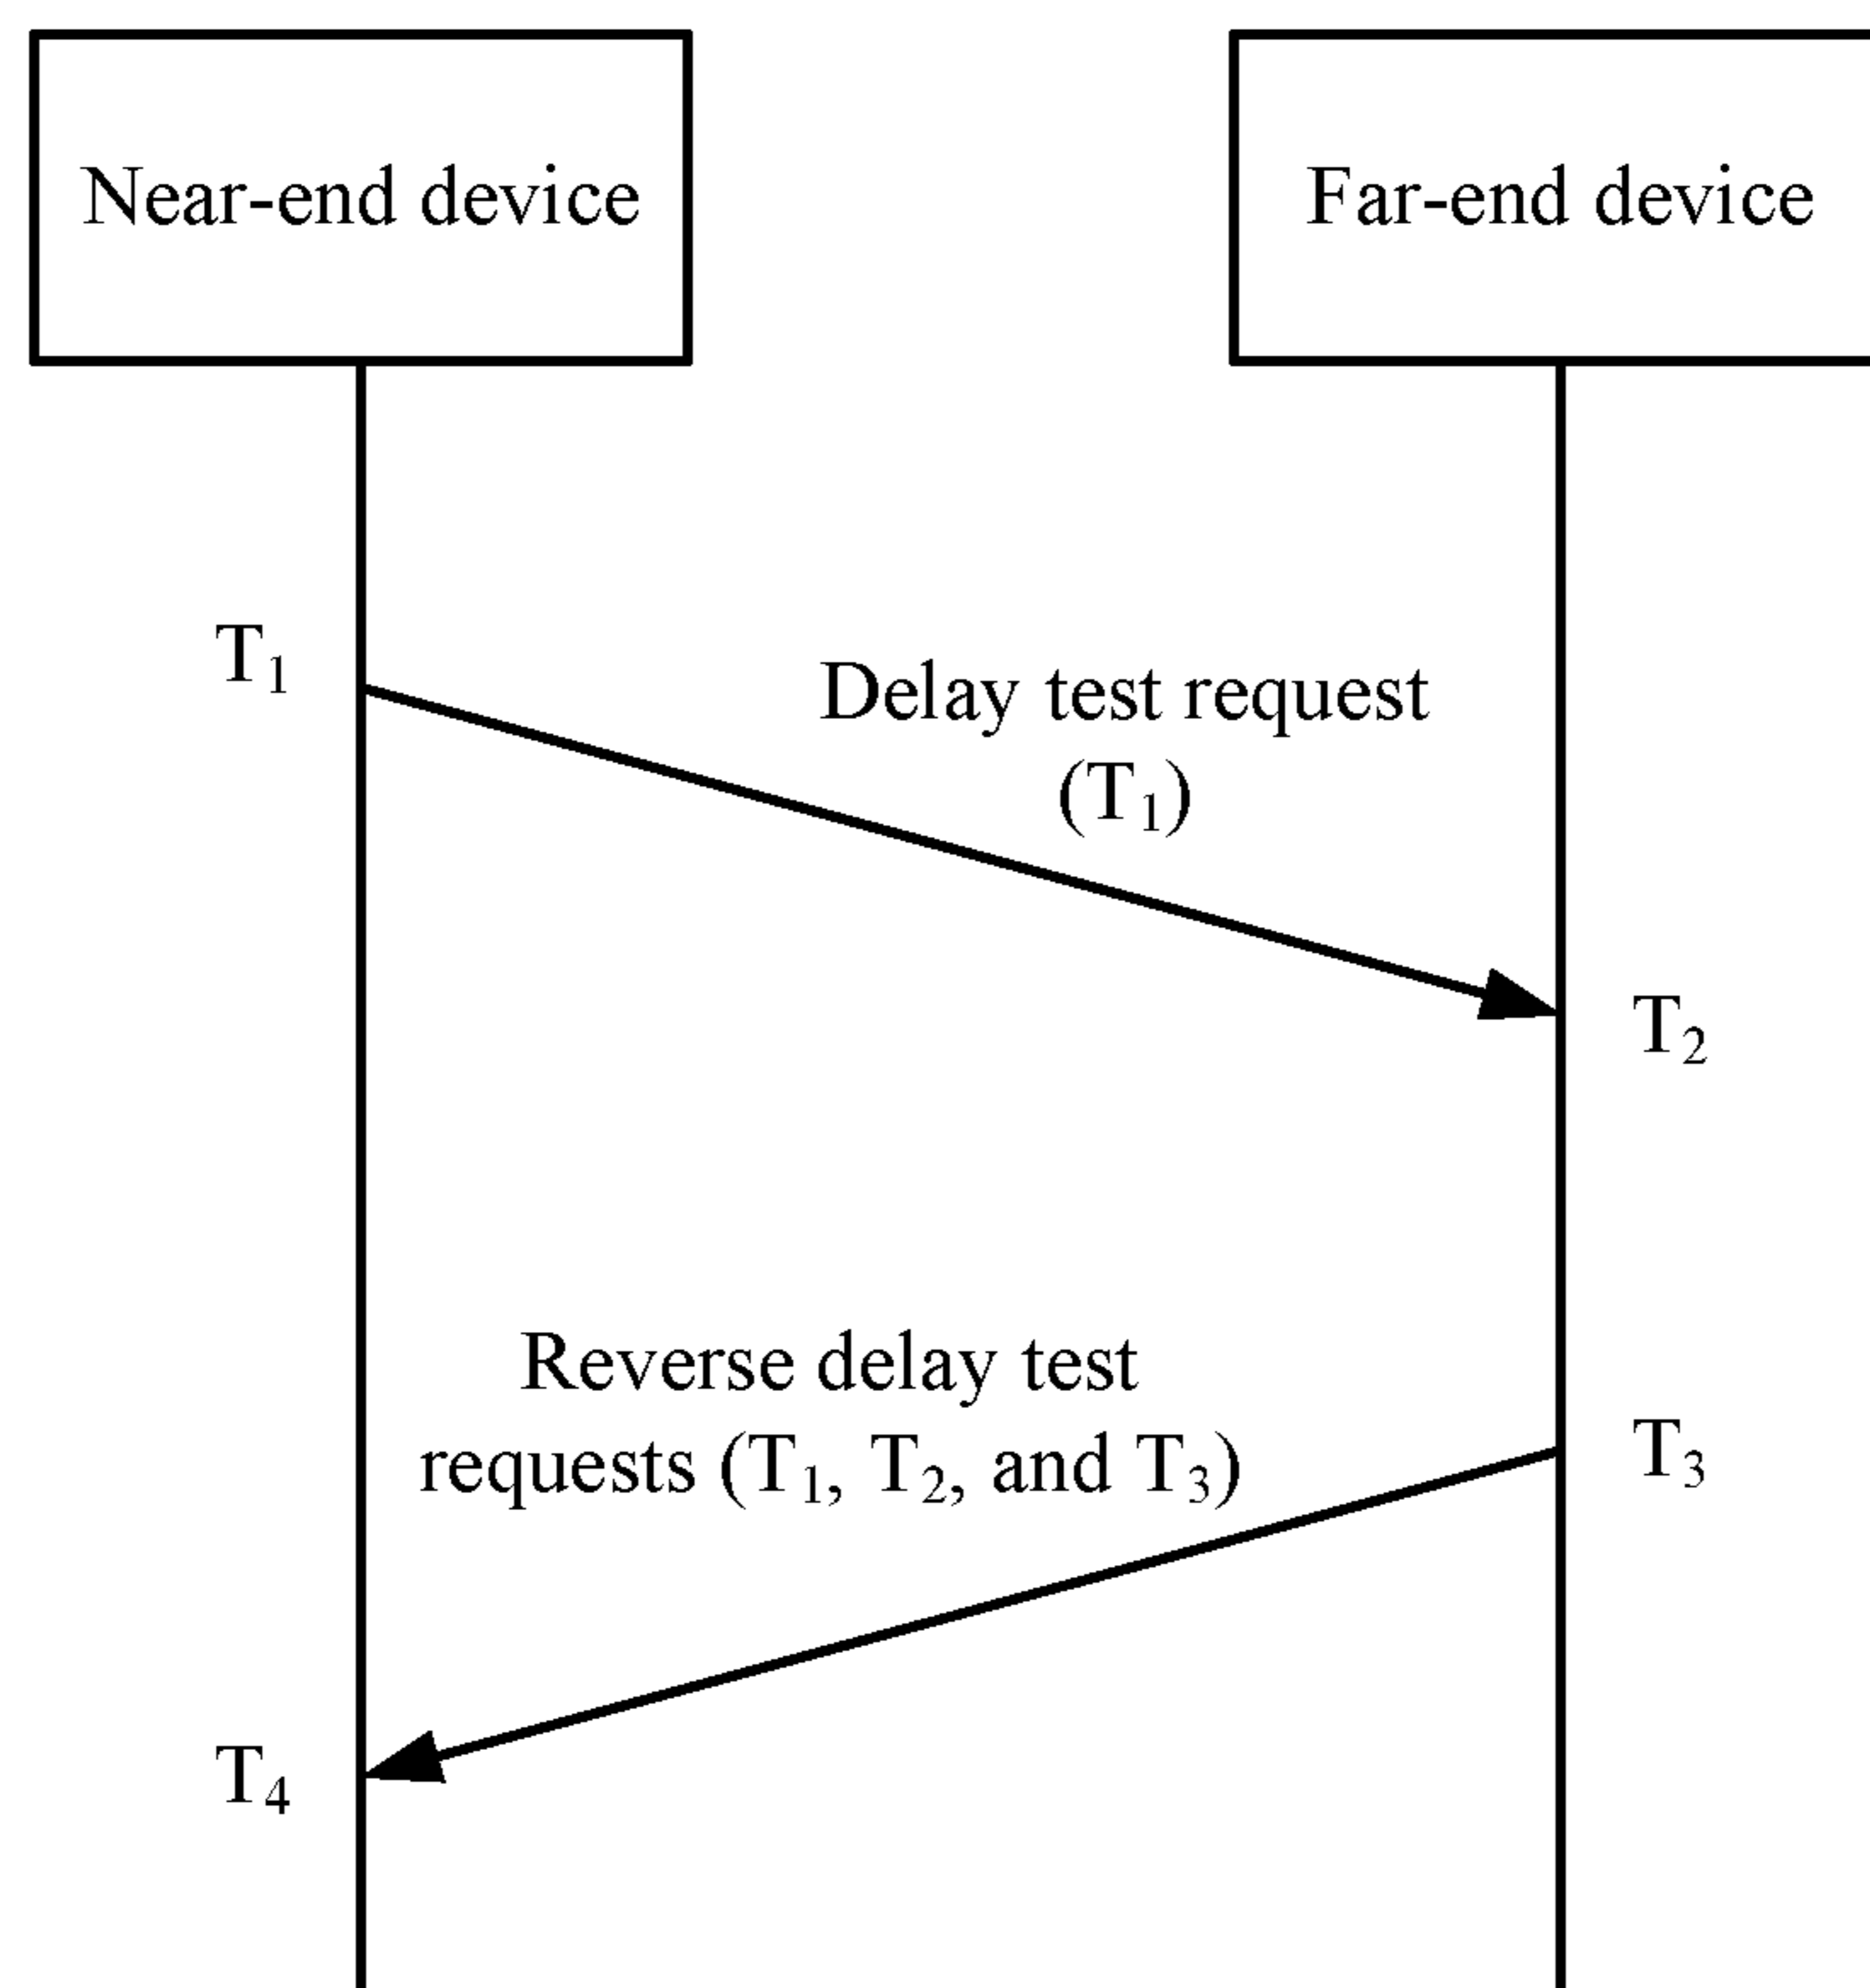 Near-end device
Far-end device
T₁
Delay test request
(T₁)
T₂
Reverse delay test
requests (T₁, T₂, and T₃)
T₃
T₄